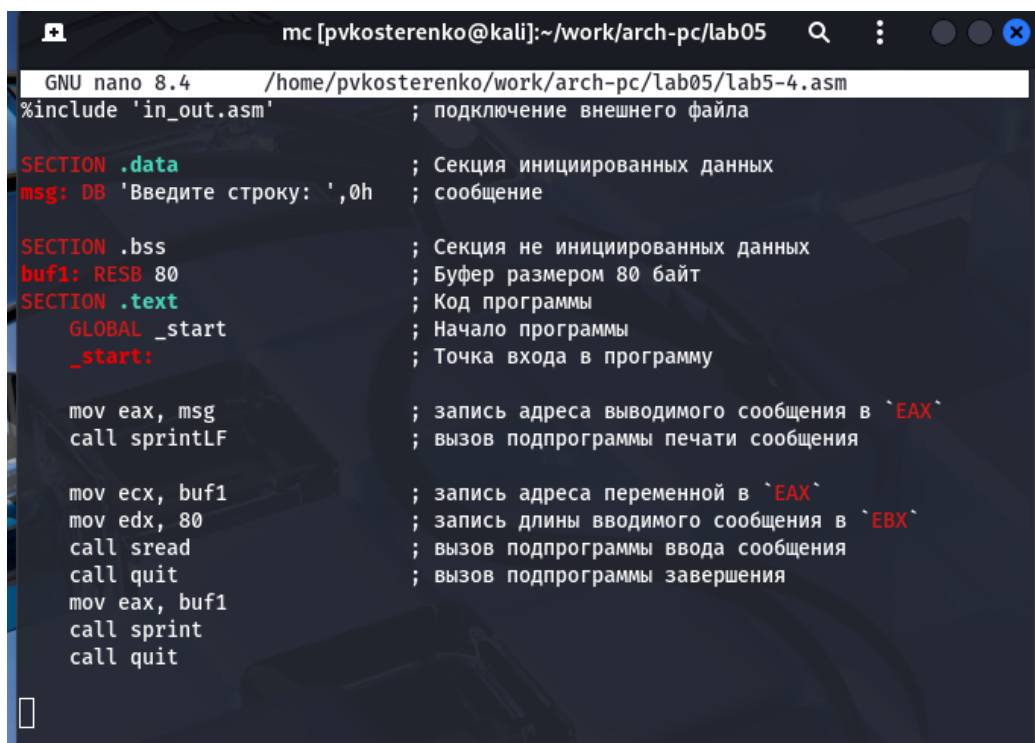 mc [pvkosterenko@kali]:~/work/arch-pc/lab05
GNU nano 8.4 /home/pvkosterenko/work/arch-pc/lab05/lab5-4.asm
%include 'in_out.asm' ; подключение внешнего файла
SECTION .data ; Секция инициированных данных
msg: DB 'Введите строку: ',0h ; сообщение
SECTION .bss ; Секция не инициированных данных
buf1: RESB 80 ; Буфер размером 80 байт
SECTION .text ; Код программы
GLOBAL _start ; Начало программы
_start: ; Точка входа в программу
mov eax, msg ; запись адреса выводимого сообщения в `EAX`
call sprintLF ; вызов подпрограммы печати сообщения
mov ecx, buf1 ; запись адреса переменной в `EAX`
mov edx, 80 ; запись длины вводимого сообщения в `EBX`
call sread ; вызов подпрограммы ввода сообщения
call quit ; вызов подпрограммы завершения
mov eax, buf1
call sprint
call quit